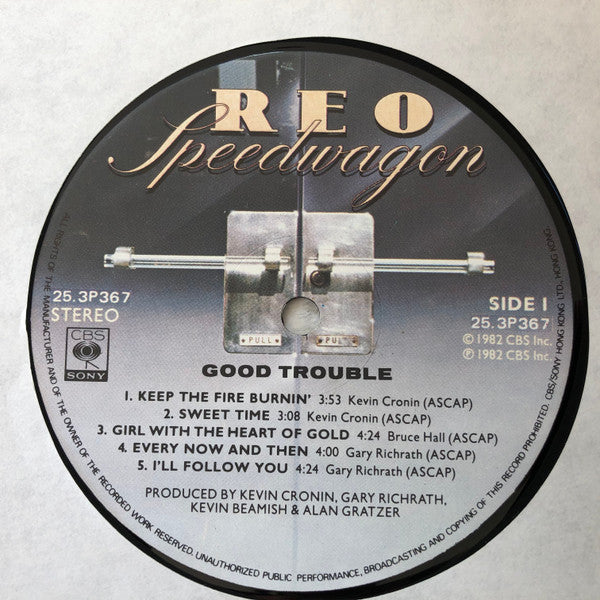 REO
Speedwagon
25.3P367
STEREO
CBS
SONY
PULL
PULL
SIDE I
25.3P367
© 1982 CBS Inc.
℗ 1982 CBS Inc.
GOOD TROUBLE
1. KEEP THE FIRE BURNIN' 3:53 Kevin Cronin (ASCAP)
2. SWEET TIME 3:08 Kevin Cronin (ASCAP)
3. GIRL WITH THE HEART OF GOLD 4:24 Bruce Hall (ASCAP)
4. EVERY NOW AND THEN 4:00 Gary Richrath (ASCAP)
5. I'LL FOLLOW YOU 4:24 Gary Richrath (ASCAP)
PRODUCED BY KEVIN CRONIN, GARY RICHRATH,
KEVIN BEAMISH & ALAN GRATZER
ALL RIGHTS OF THE MANUFACTURER AND OF THE OWNER OF THE RECORDED WORK RESERVED. UNAUTHORIZED PUBLIC PERFORMANCE, BROADCASTING AND COPYING OF THIS RECORD PROHIBITED. CBS/SONY HONG KONG LTD., HONG KONG.